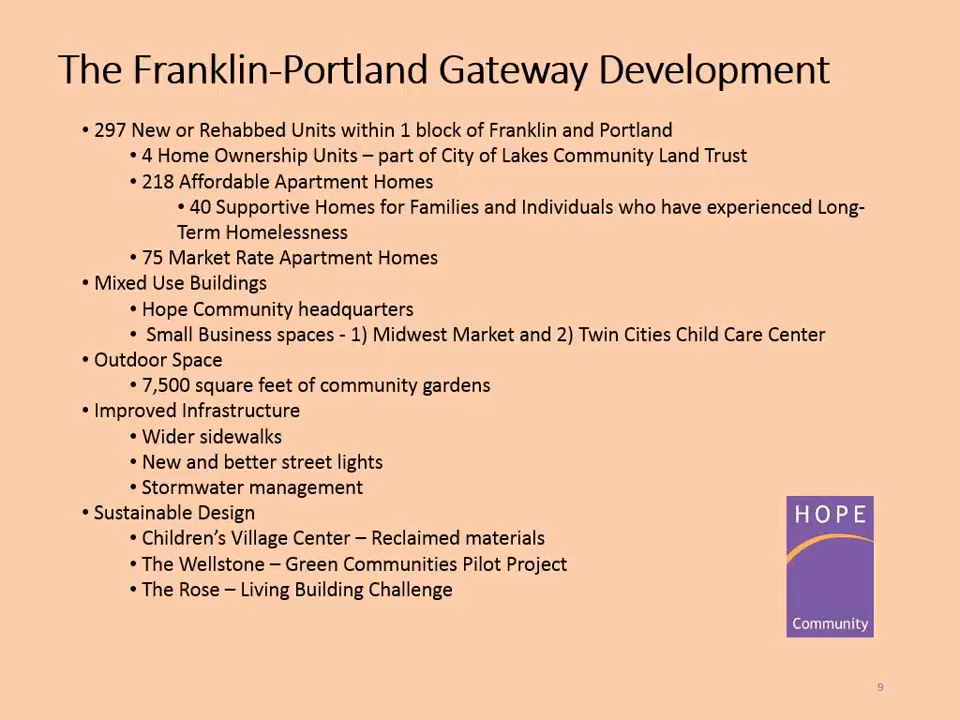 The Franklin-Portland Gateway Development
• 297 New or Rehabbed Units within 1 block of Franklin and Portland
• 4 Home Ownership Units – part of City of Lakes Community Land Trust
• 218 Affordable Apartment Homes
• 40 Supportive Homes for Families and Individuals who have experienced Long-
Term Homelessness
• 75 Market Rate Apartment Homes
• Mixed Use Buildings
• Hope Community headquarters
• Small Business spaces - 1) Midwest Market and 2) Twin Cities Child Care Center
• Outdoor Space
• 7,500 square feet of community gardens
• Improved Infrastructure
• Wider sidewalks
• New and better street lights
• Stormwater management
• Sustainable Design
• Children’s Village Center – Reclaimed materials
• The Wellstone – Green Communities Pilot Project
• The Rose – Living Building Challenge
HOPE
Community
9